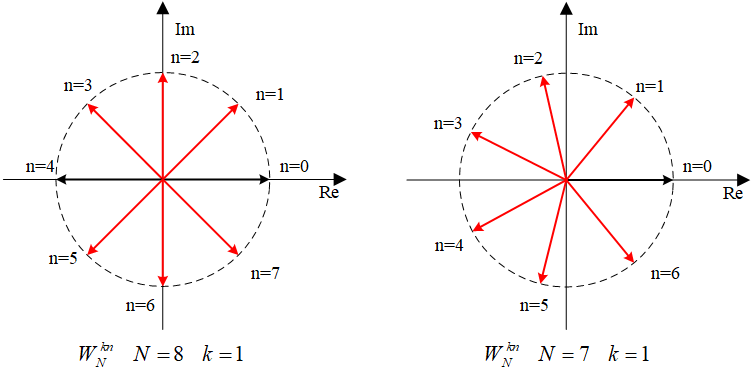 Im
n=2
n=3
n=1
n=4
n=0
Re
n=5
n=7
n=6
W_N^{kn} N=8 k=1
Im
n=2
n=1
n=3
n=0
Re
n=4
n=6
n=5
W_N^{kn} N=7 k=1